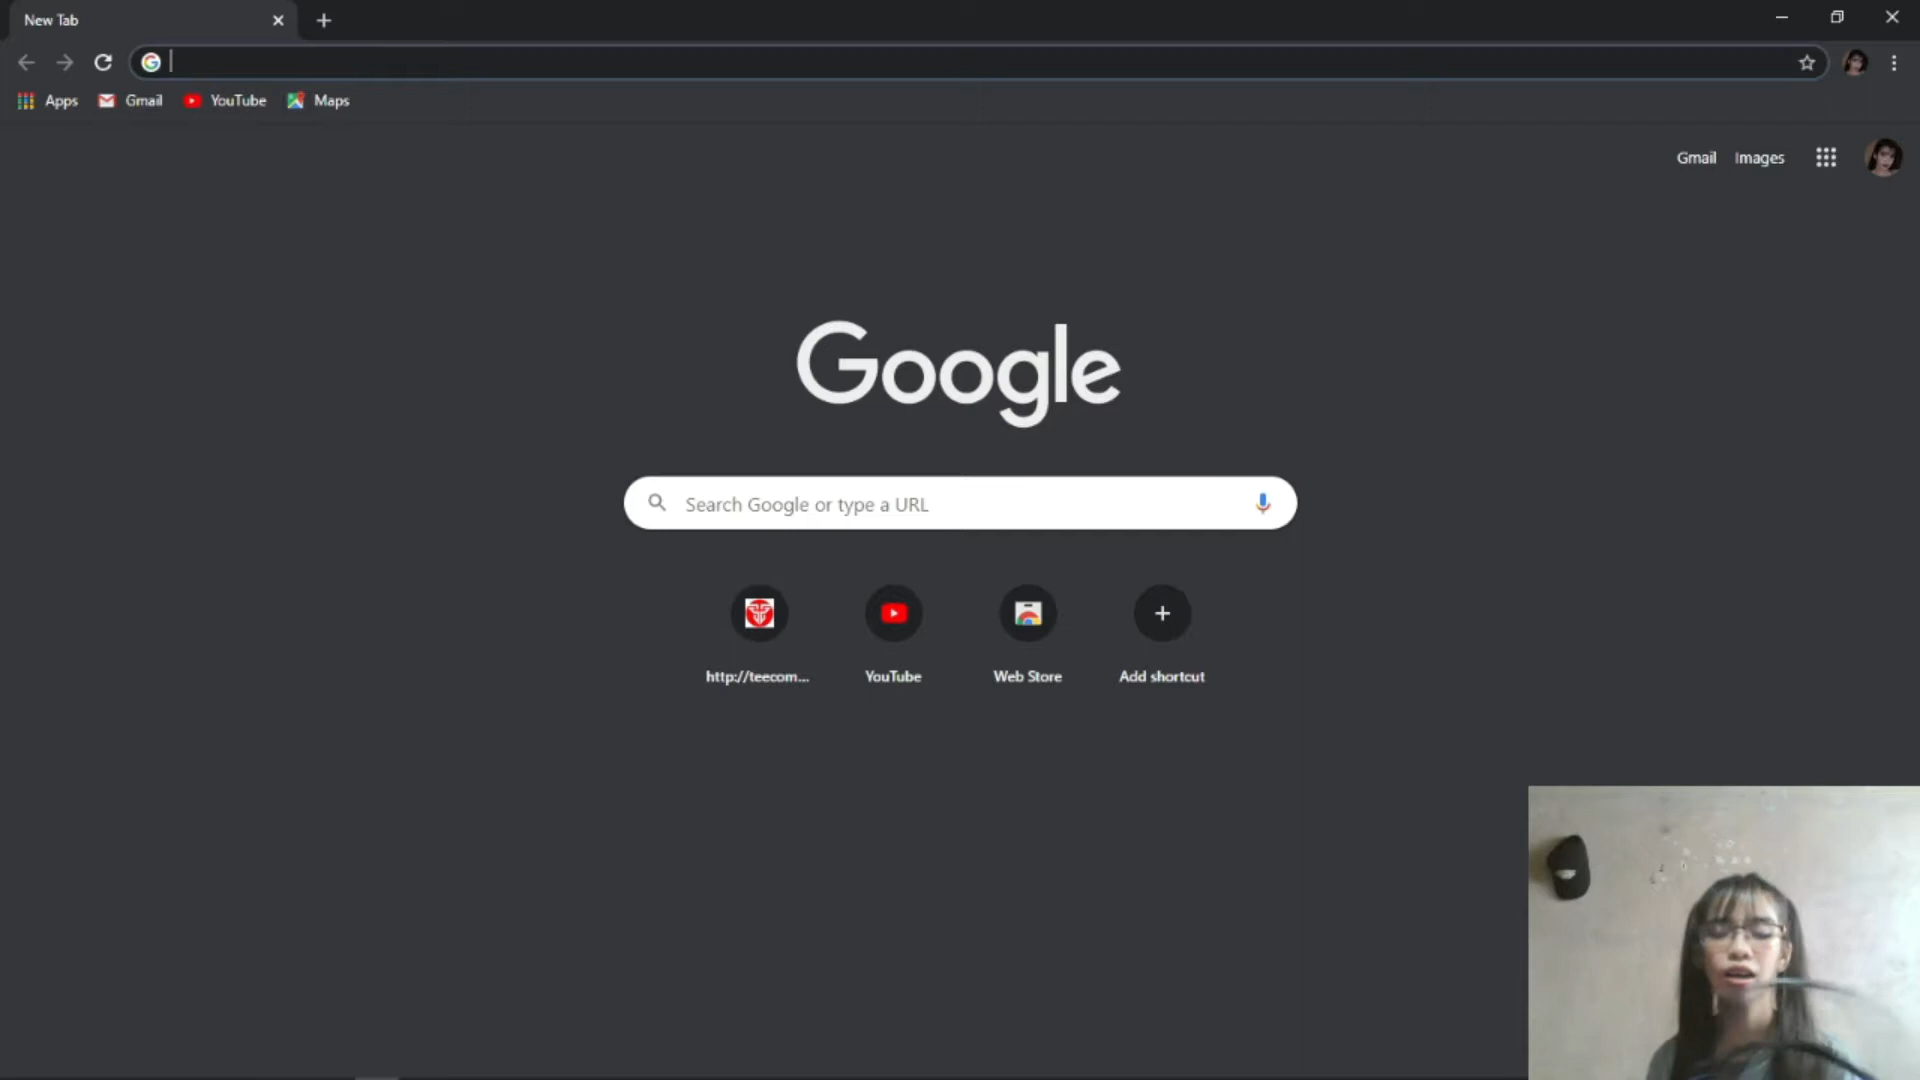 New Tab
Apps Gmail YouTube Maps
Gmail Images
Google
Search Google or type a URL
http://teecom... YouTube Web Store Add shortcut